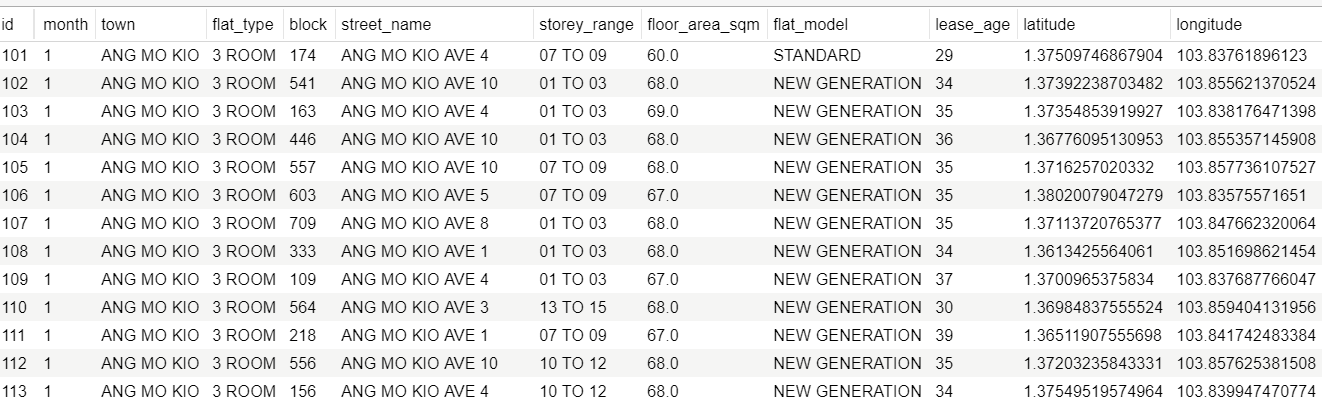 id month town flat_type block street_name storey_range floor_area_sqm flat_model lease_age latitude longitude
101 1 ANG MO KIO 3 ROOM 174 ANG MO KIO AVE 4 07 TO 09 60.0 STANDARD 29 1.37509746867904 103.83761896123
102 1 ANG MO KIO 3 ROOM 541 ANG MO KIO AVE 10 01 TO 03 68.0 NEW GENERATION 34 1.37392238703482 103.855621370524
103 1 ANG MO KIO 3 ROOM 163 ANG MO KIO AVE 4 01 TO 03 69.0 NEW GENERATION 35 1.37354853919927 103.838176471398
104 1 ANG MO KIO 3 ROOM 446 ANG MO KIO AVE 10 01 TO 03 68.0 NEW GENERATION 36 1.36776095130953 103.855357145908
105 1 ANG MO KIO 3 ROOM 557 ANG MO KIO AVE 10 07 TO 09 68.0 NEW GENERATION 35 1.3716257020332 103.857736107527
106 1 ANG MO KIO 3 ROOM 603 ANG MO KIO AVE 5 07 TO 09 67.0 NEW GENERATION 35 1.38020079047279 103.83575571651
107 1 ANG MO KIO 3 ROOM 709 ANG MO KIO AVE 8 01 TO 03 68.0 NEW GENERATION 35 1.37113720765377 103.847662320064
108 1 ANG MO KIO 3 ROOM 333 ANG MO KIO AVE 1 01 TO 03 68.0 NEW GENERATION 34 1.3613425564061 103.851698621454
109 1 ANG MO KIO 3 ROOM 109 ANG MO KIO AVE 4 01 TO 03 67.0 NEW GENERATION 37 1.3700965375834 103.837687766047
110 1 ANG MO KIO 3 ROOM 564 ANG MO KIO AVE 3 13 TO 15 68.0 NEW GENERATION 30 1.36984837555524 103.859404131956
111 1 ANG MO KIO 3 ROOM 218 ANG MO KIO AVE 1 07 TO 09 67.0 NEW GENERATION 39 1.36511907555698 103.841742483384
112 1 ANG MO KIO 3 ROOM 556 ANG MO KIO AVE 10 10 TO 12 68.0 NEW GENERATION 35 1.37203235843331 103.857625381508
113 1 ANG MO KIO 3 ROOM 156 ANG MO KIO AVE 4 10 TO 12 68.0 NEW GENERATION 34 1.37549519574964 103.839947470774